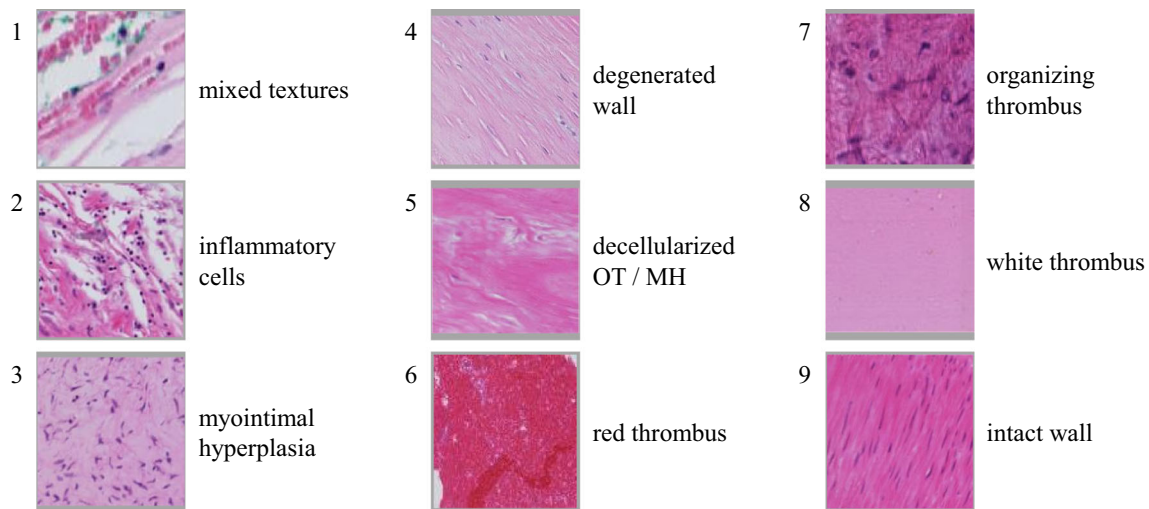 1
mixed textures
2
inflammatory
cells
3
myointimal
hyperplasia
4
degenerated
wall
5
decellularized
OT / MH
6
red thrombus
7
organizing
thrombus
8
white thrombus
9
intact wall